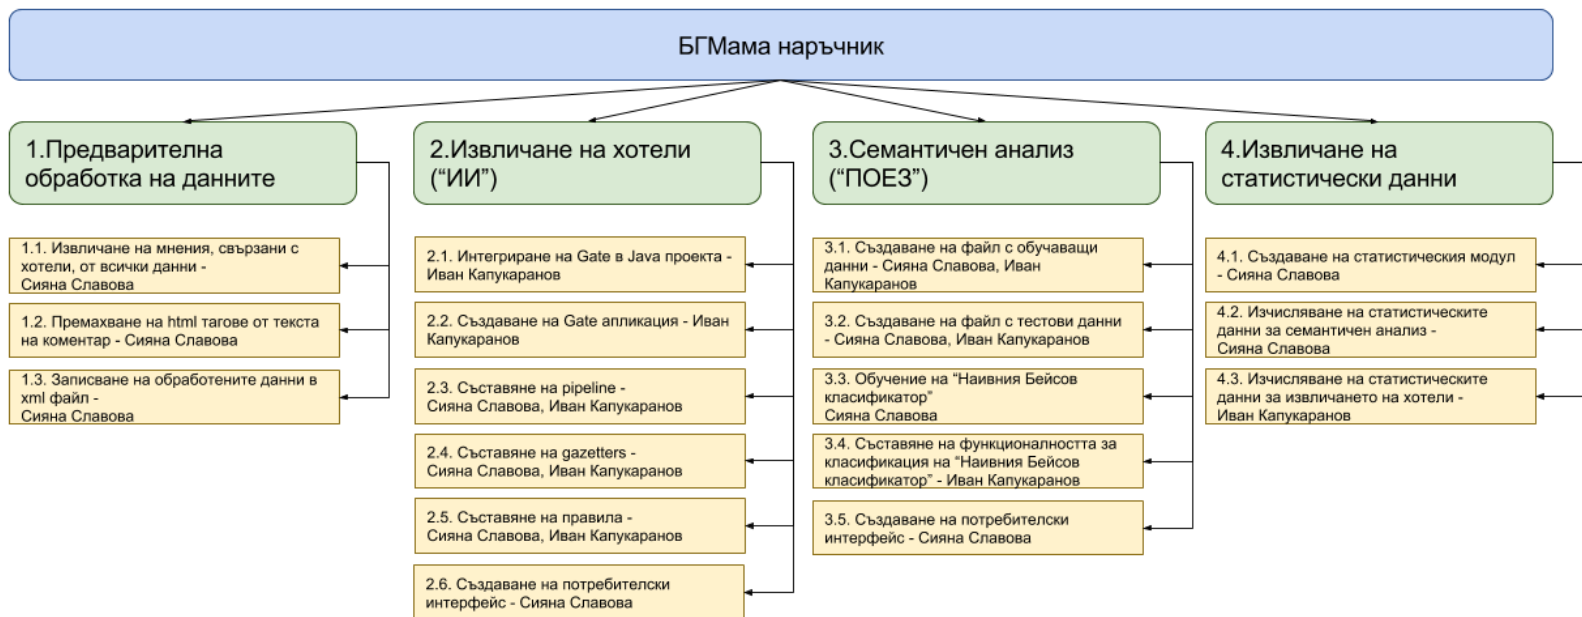 БГМама наръчник
1.Предварителна
обработка на данните
1.1. Извличане на мнения, свързани с
хотели, от всички данни -
Сияна Славова
1.2. Премахване на html тагове от текста
на коментар - Сияна Славова
1.3. Записване на обработените данни в
xml файл -
Сияна Славова
2.Извличане на хотели
(“ИИ”)
2.1. Интегриране на Gate в Java проекта -
Иван Капукаранов
2.2. Създаване на Gate апликация - Иван
Капукаранов
2.3. Съставяне на pipeline -
Сияна Славова, Иван Капукаранов
2.4. Съставяне на gazetters -
Сияна Славова, Иван Капукаранов
2.5. Съставяне на правила -
Сияна Славова, Иван Капукаранов
2.6. Създаване на потребителски
интерфейс - Сияна Славова
3.Семантичен анализ
(“ПОЕЗ”)
3.1. Създаване на файл с обучаващи
данни - Сияна Славова, Иван
Капукаранов
3.2. Създаване на файл с тестови данни
- Сияна Славова, Иван Капукаранов
3.3. Обучение на “Наивния Бейсов
класификатор”
Сияна Славова
3.4. Съставяне на функционалността за
класификация на “Наивния Бейсов
класификатор” - Иван Капукаранов
3.5. Създаване на потребителски
интерфейс - Сияна Славова
4.Извличане на
статистически данни
4.1. Създаване на статистическия модул
- Сияна Славова
4.2. Изчисляване на статистическите
данни за семантичен анализ -
Сияна Славова
4.3. Изчисляване на статистическите
данни за извличането на хотели -
Иван Капукаранов